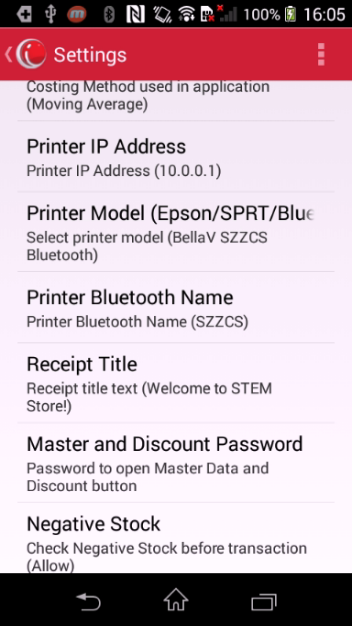 100% 16:05
Settings
Costing Method used in application
(Moving Average)
Printer IP Address
Printer IP Address (10.0.0.1)
Printer Model (Epson/SPRT/Blue
Select printer model (BellaV SZZCS
Bluetooth)
Printer Bluetooth Name
Printer Bluetooth Name (SZZCS)
Receipt Title
Receipt title text (Welcome to STEM
Store!)
Master and Discount Password
Password to open Master Data and
Discount button
Negative Stock
Check Negative Stock before transaction
(Allow)